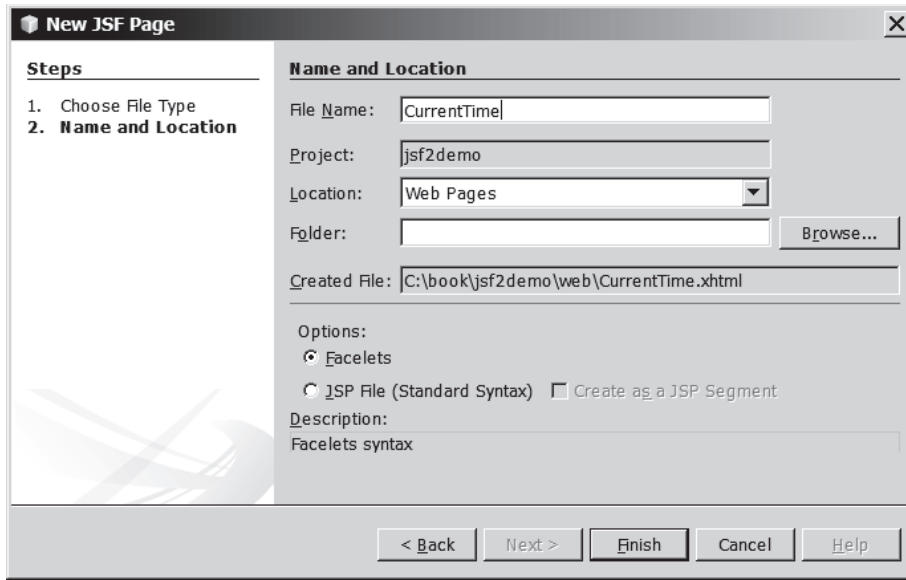 New JSF Page
Steps
1. Choose File Type
2. Name and Location
Name and Location
File Name: CurrentTime
Project: jsf2demo
Location: Web Pages
Folder: Browse...
Created File: C:\book\jsf2demo\web\CurrentTime.xhtml
Options:
Facelets
JSP File (Standard Syntax) Create as a JSP Segment
Description:
Facelets syntax
< Back Next > Finish Cancel Help